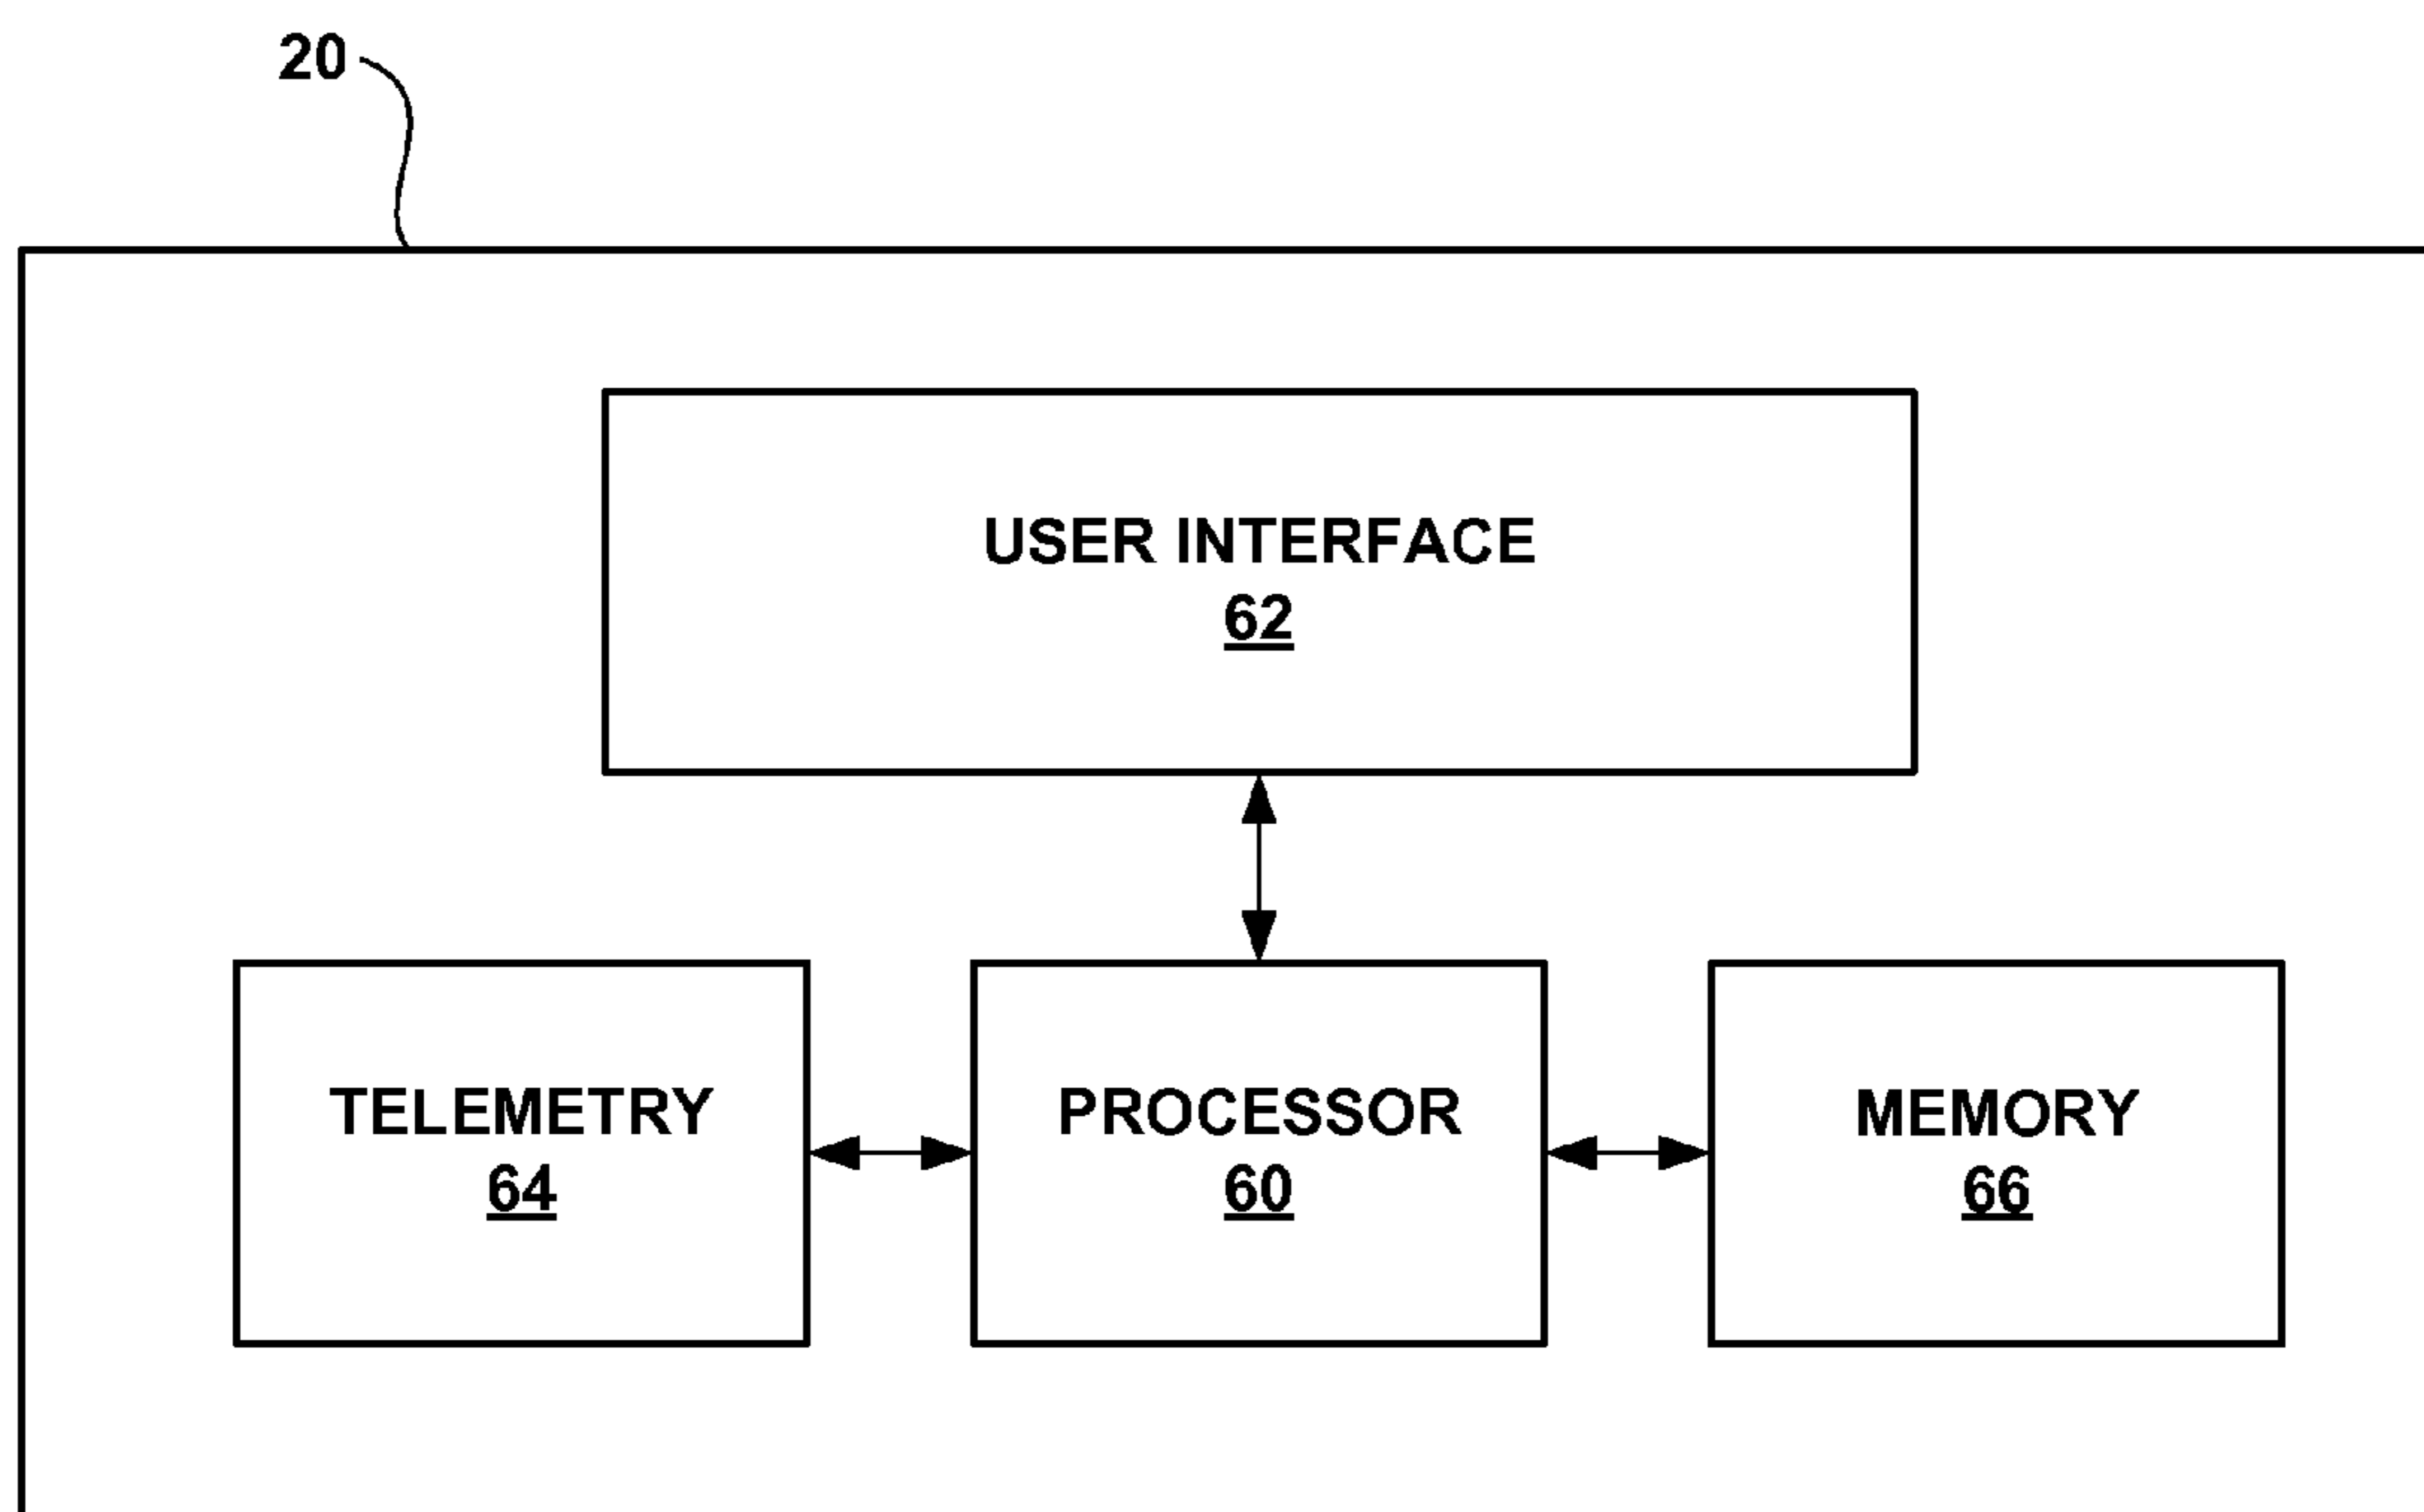 20
USER INTERFACE
62
TELEMETRY
64
PROCESSOR
60
MEMORY
66